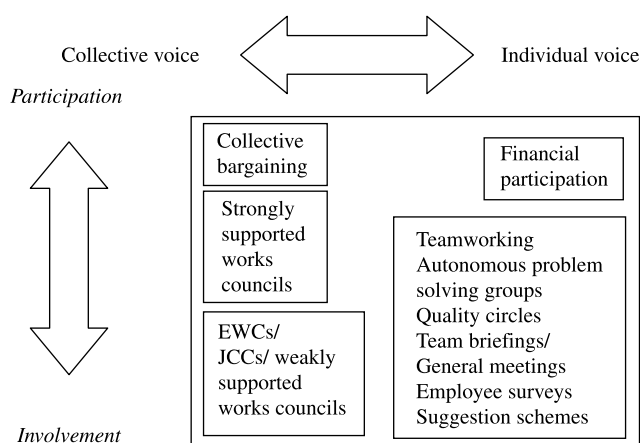 Collective voice
Individual voice
Participation
Collective
bargaining
Financial
participation
Strongly
supported
works
councils
Teamworking
Autonomous problem
solving groups
Quality circles
Team briefings/
General meetings
Employee surveys
Suggestion schemes
EWCs/
JCCs/ weakly
supported
works councils
Involvement